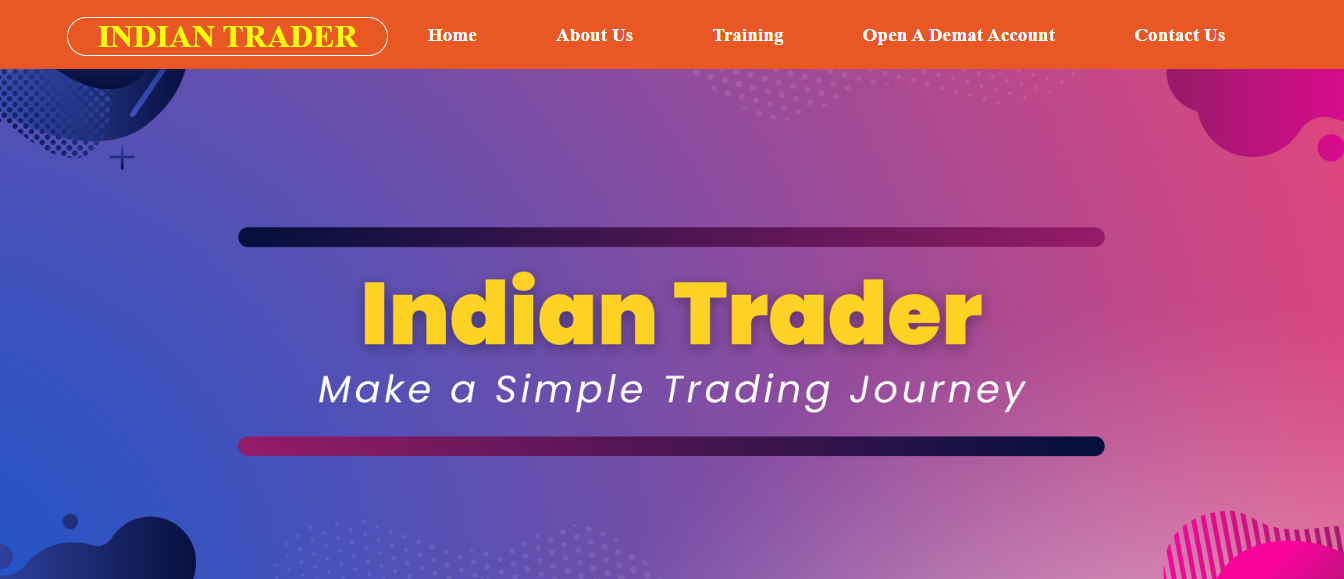 INDIAN TRADER
Home
About Us
Training
Open A Demat Account
Contact Us
Indian Trader
Make a Simple Trading Journey